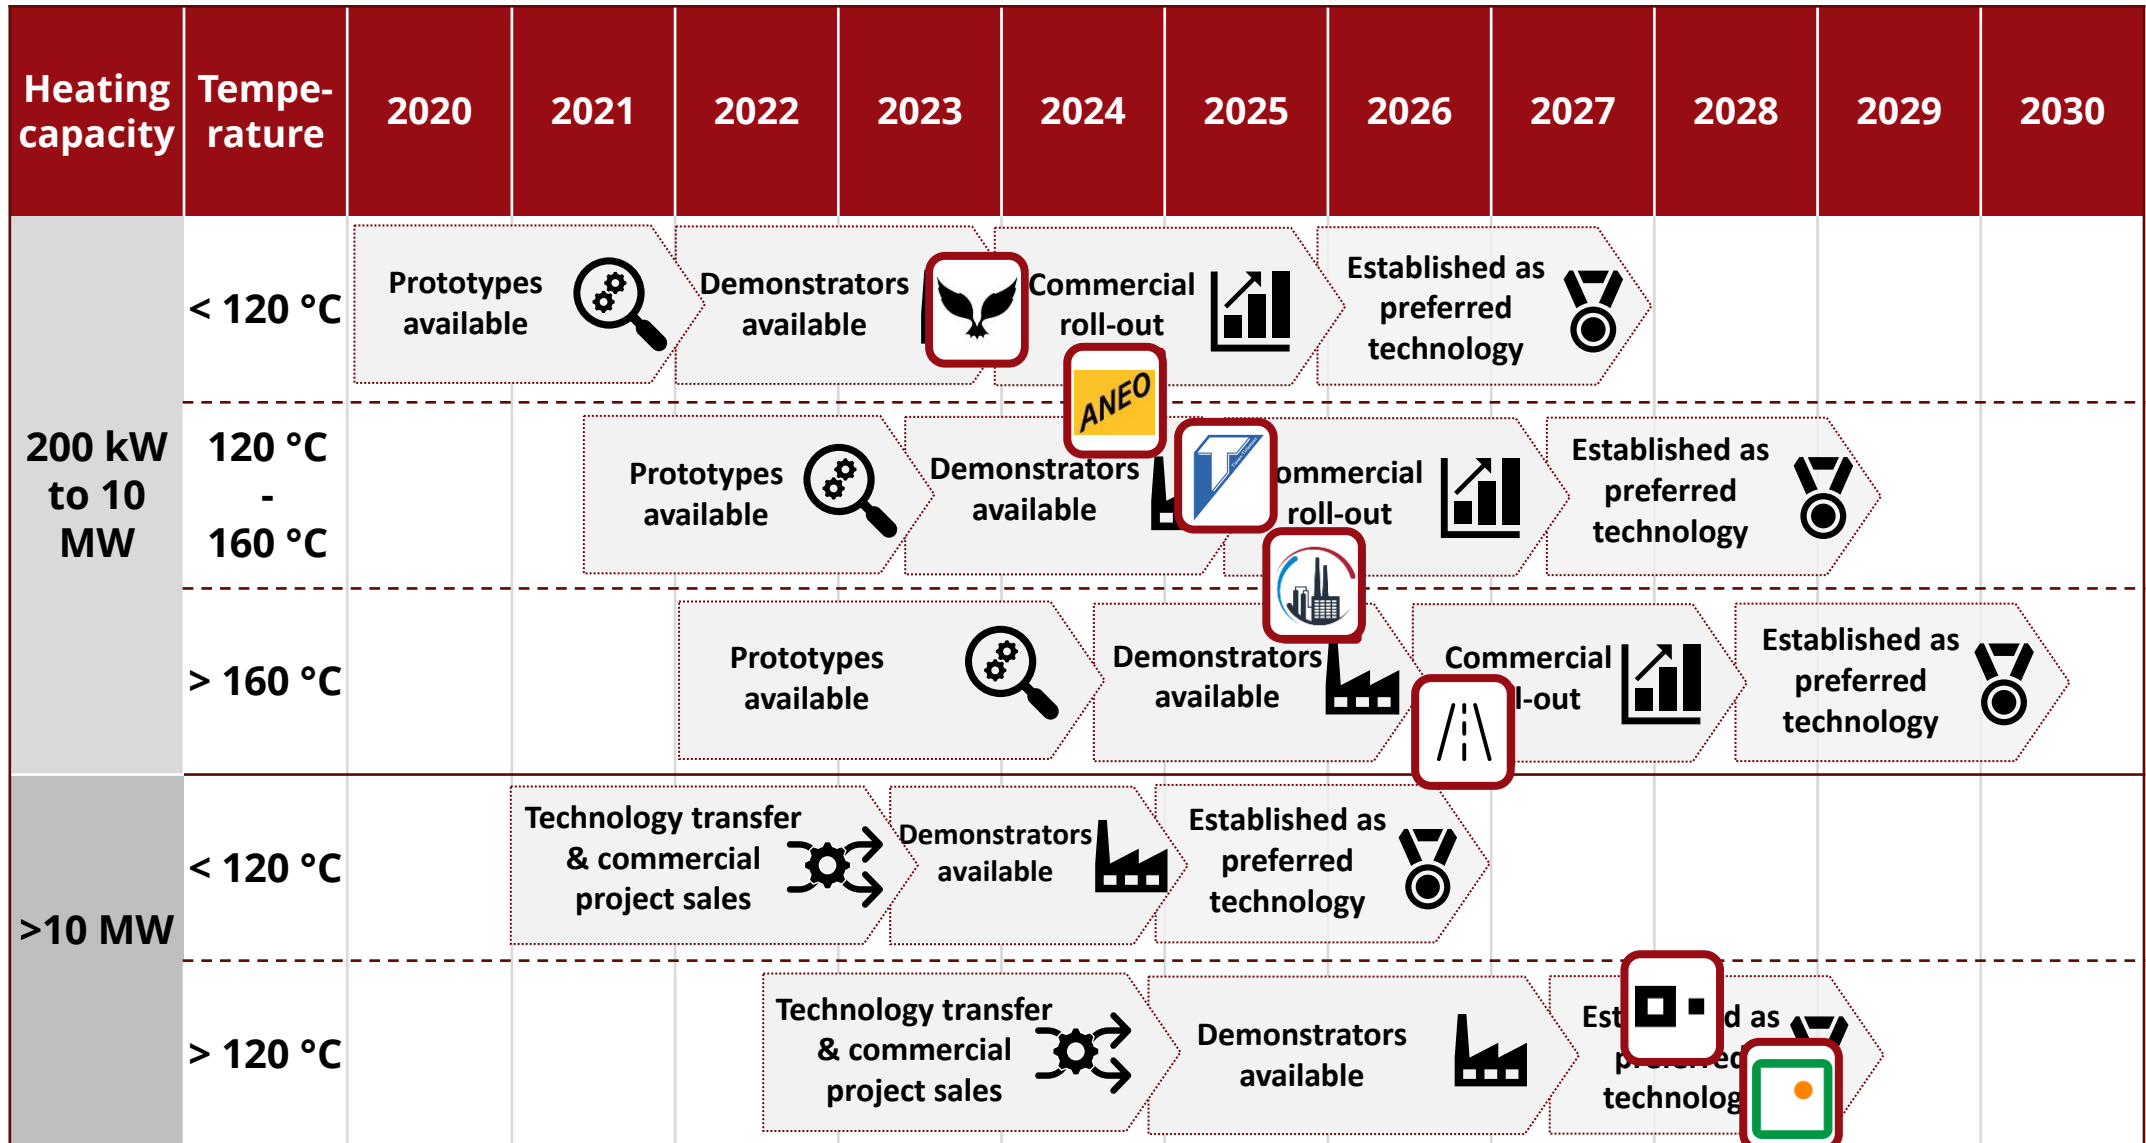 Heating
capacity
Tempe-
rature
2020
2021
2022
2023
2024
2025
2026
2027
2028
2029
2030
200 kW
to 10
MW
< 120 °C
Prototypes
available
Demonstrators
available
Commercial
roll-out
Established as
preferred
technology
ANEO
120 °C
-
160 °C
Prototypes
available
Demonstrators
available
ommercial
roll-out
Established as
preferred
technology
> 160 °C
Prototypes
available
Demonstrators
available
Commercial
l-out
Established as
preferred
technology
>10 MW
< 120 °C
Technology transfer
& commercial
project sales
Demonstrators
available
Established as
preferred
technology
> 120 °C
Technology transfer
& commercial
project sales
Demonstrators
available
Est d as
technolog